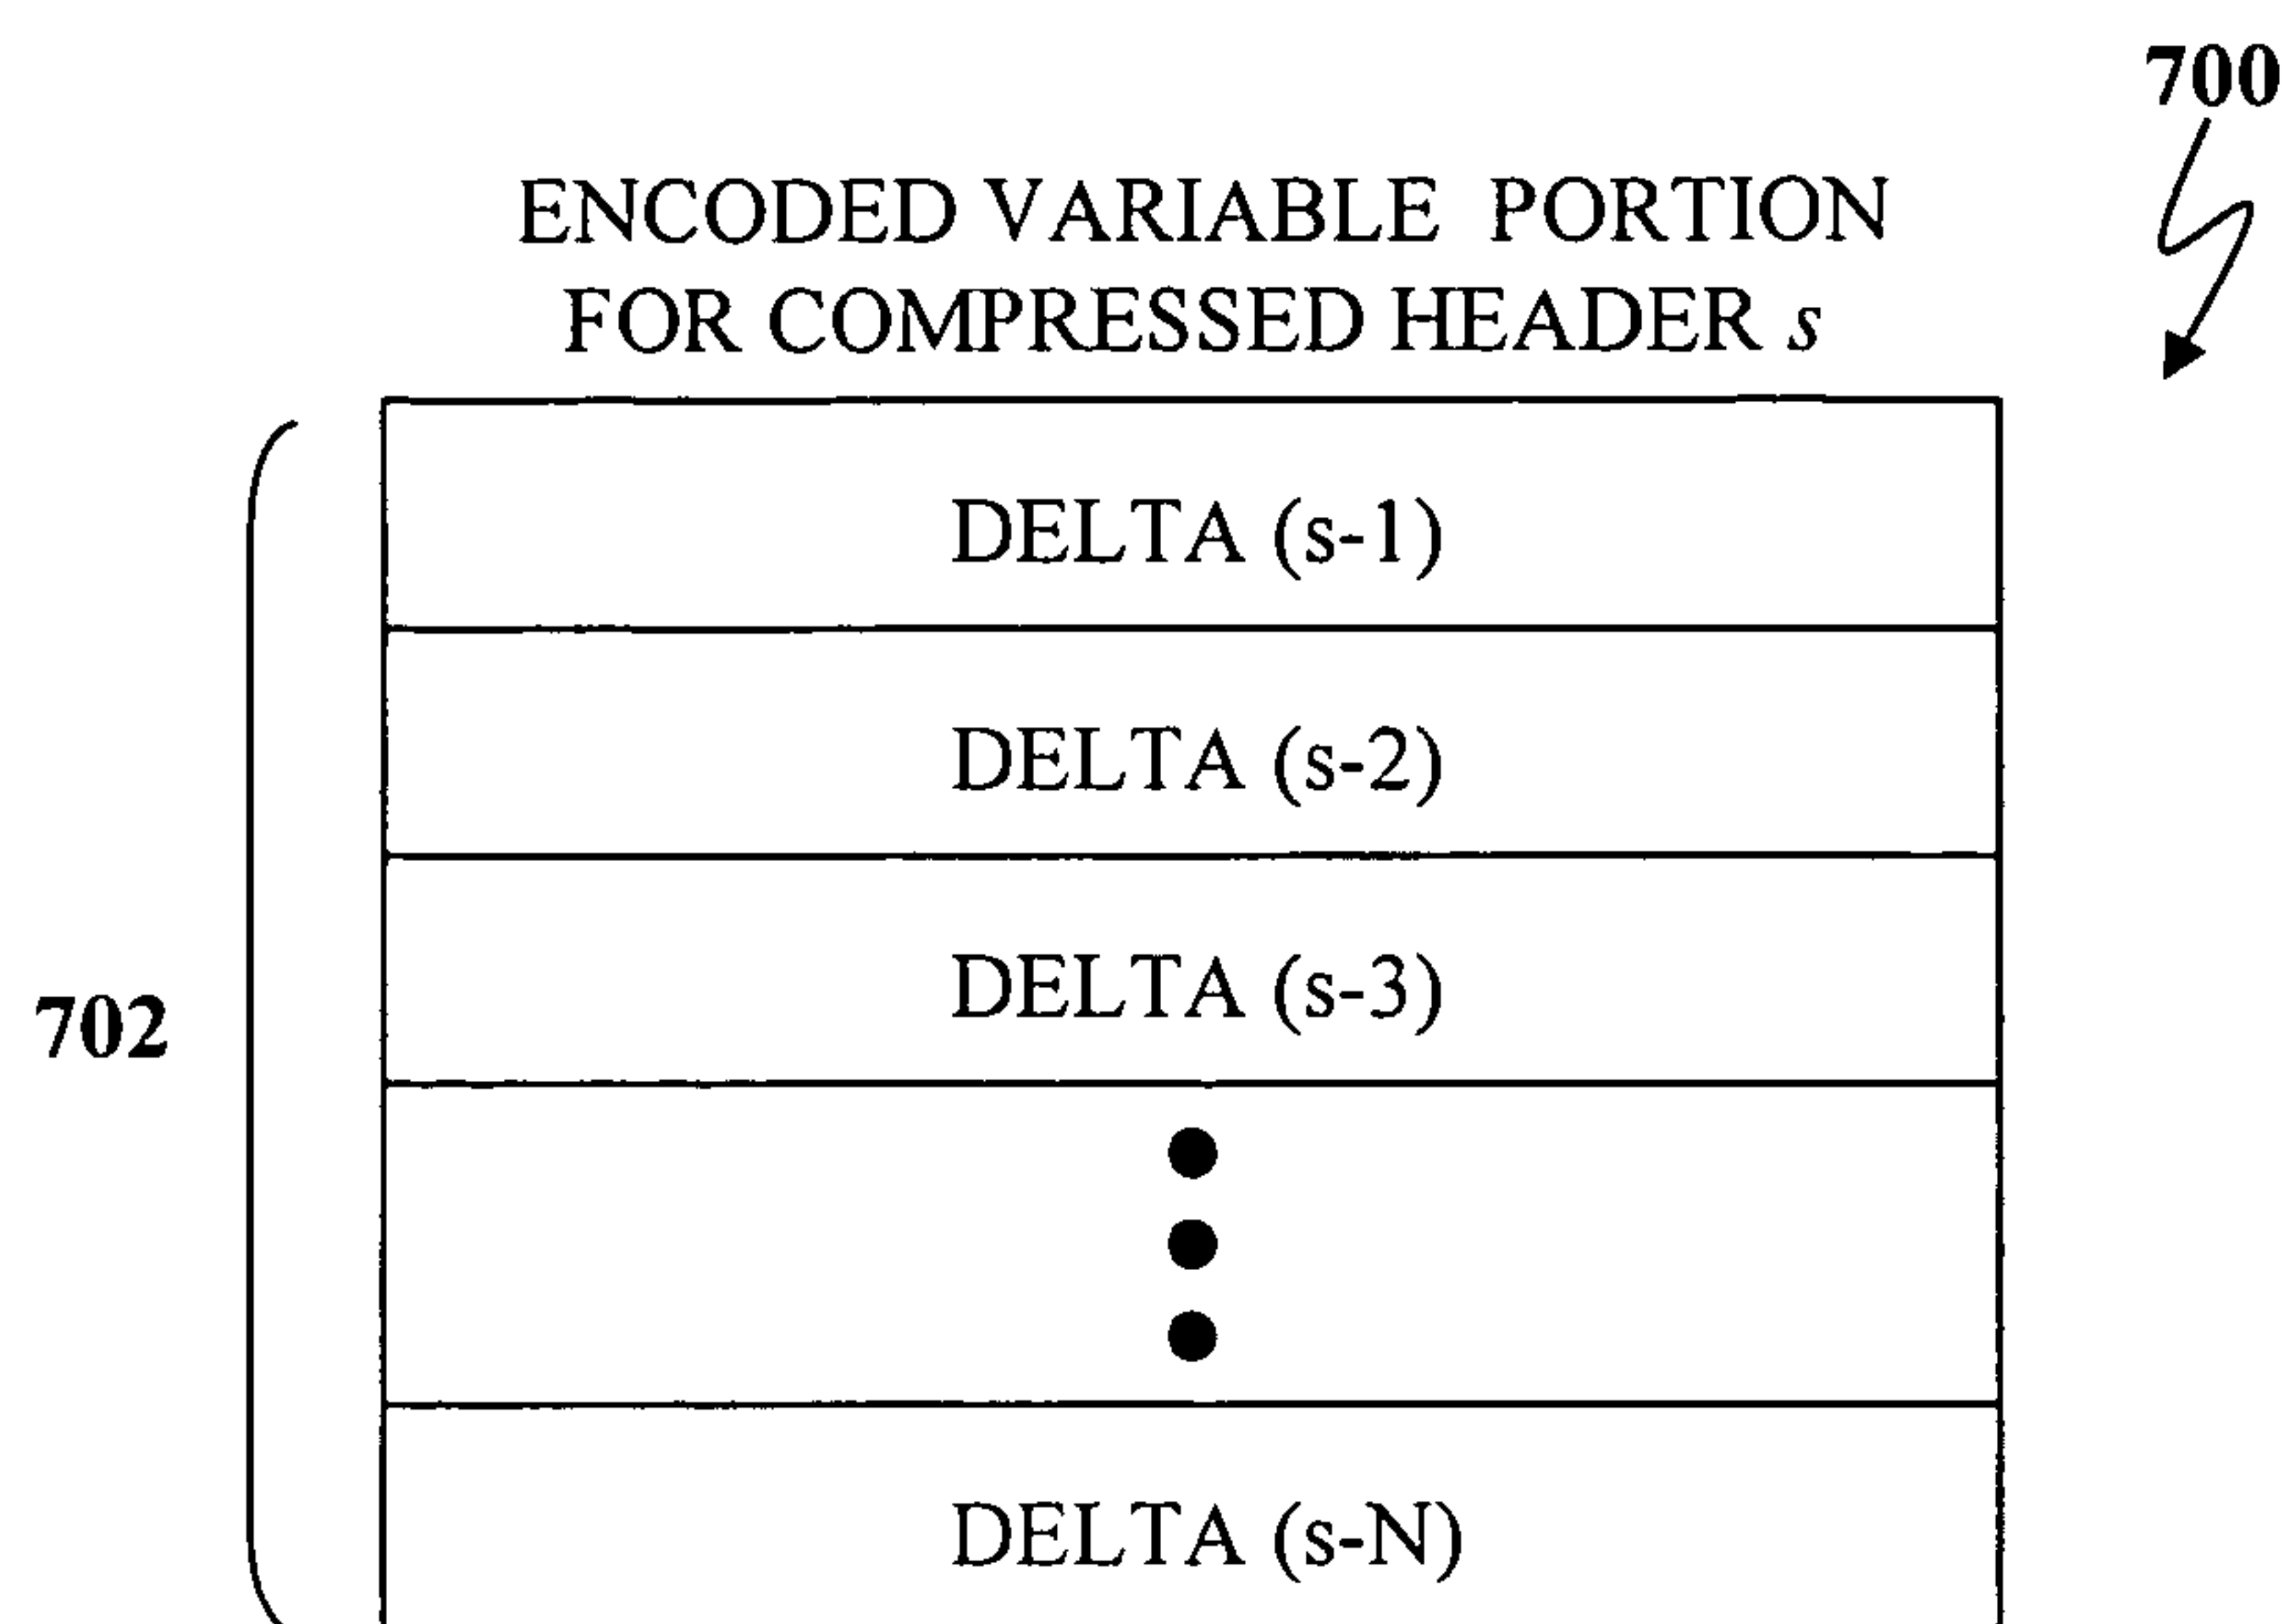 700
ENCODED VARIABLE PORTION
FOR COMPRESSED HEADER s
DELTA (s-1)
DELTA (s-2)
DELTA (s-3)
702
DELTA (s-N)